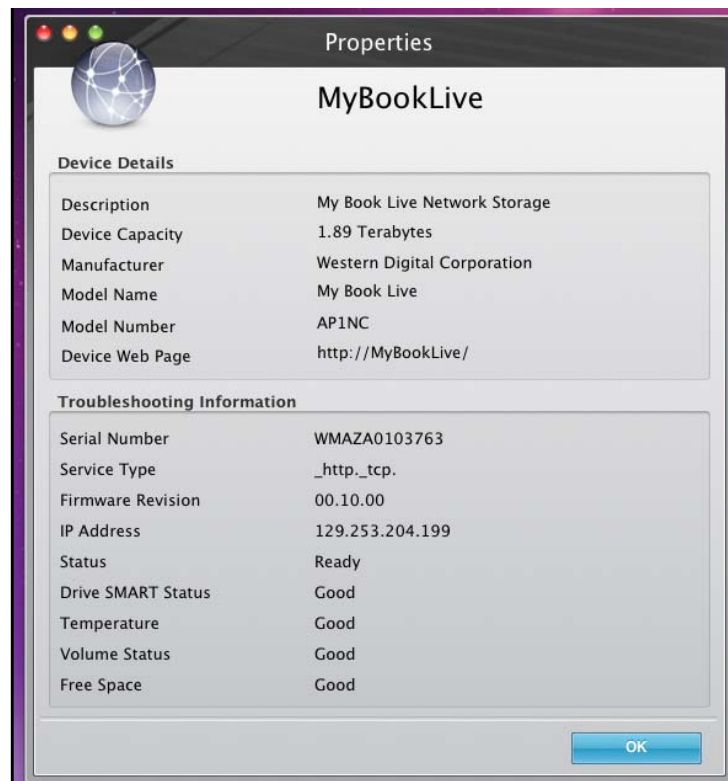 Properties
MyBookLive
Device Details
Description My Book Live Network Storage
Device Capacity 1.89 Terabytes
Manufacturer Western Digital Corporation
Model Name My Book Live
Model Number AP1NC
Device Web Page http://MyBookLive/
Troubleshooting Information
Serial Number WMAZA0103763
Service Type _http._tcp.
Firmware Revision 00.10.00
IP Address 129.253.204.199
Status Ready
Drive SMART Status Good
Temperature Good
Volume Status Good
Free Space Good
OK